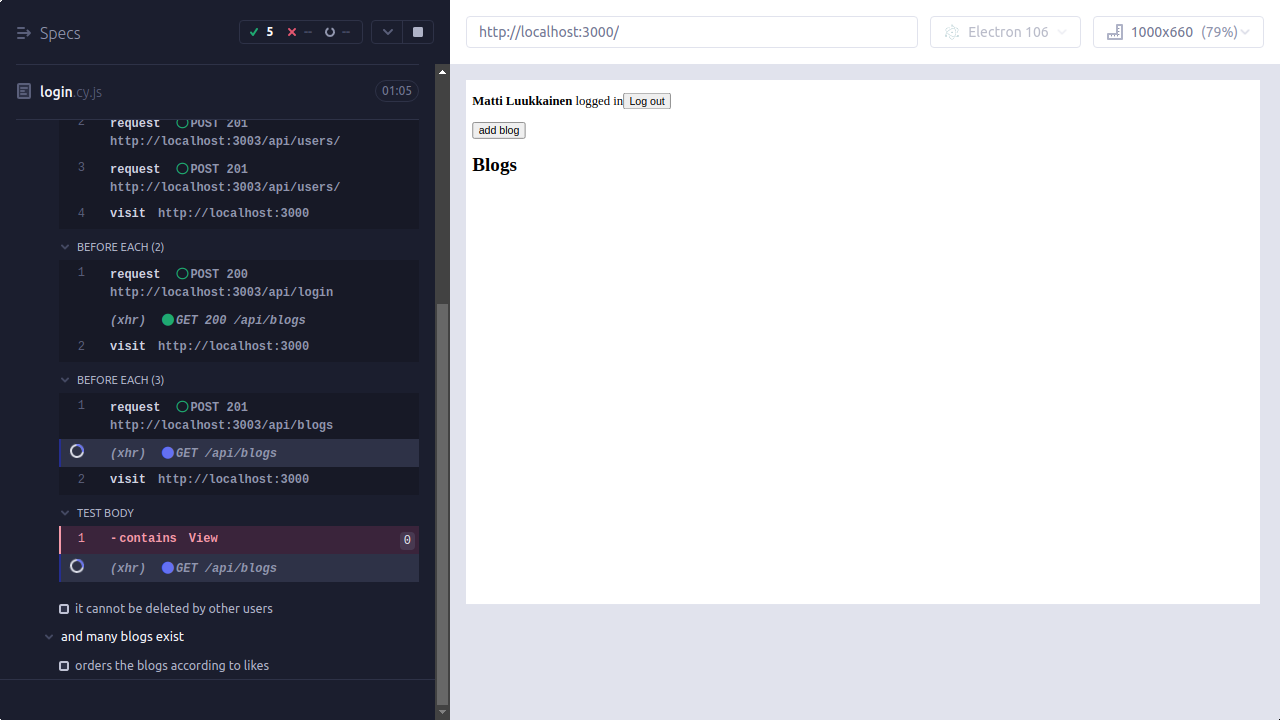 Specs
5
--
--
login.cy.js
01:05
2 request POST 201
http://localhost:3003/api/users/
3 request POST 201
http://localhost:3003/api/users/
4 visit http://localhost:3000
BEFORE EACH (2)
1 request POST 200
http://localhost:3003/api/login
(xhr) GET 200 /api/blogs
2 visit http://localhost:3000
BEFORE EACH (3)
1 request POST 201
http://localhost:3003/api/blogs
(xhr) GET /api/blogs
2 visit http://localhost:3000
TEST BODY
1 -contains View 0
(xhr) GET /api/blogs
it cannot be deleted by other users
and many blogs exist
orders the blogs according to likes
http://localhost:3000/
Electron 106
1000x660 (79%)
Matti Luukkainen logged in Log out
add blog
Blogs